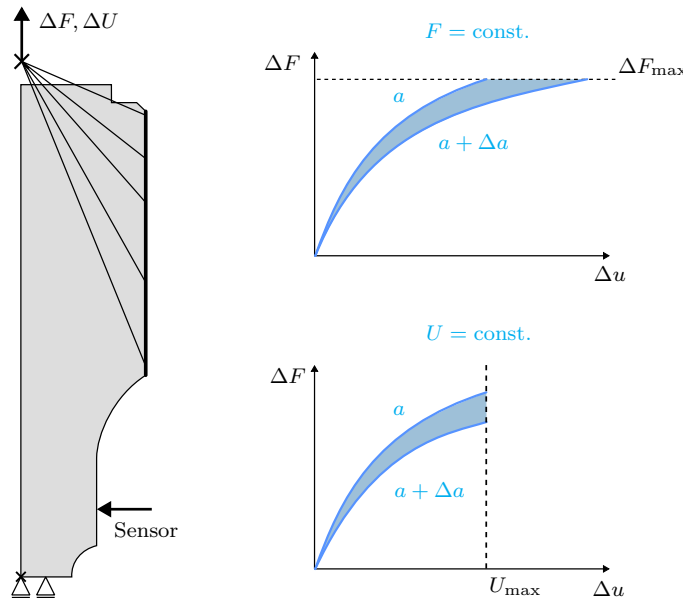 ΔF, ΔU
Sensor
F = const.
ΔF
ΔF_max
a
a + Δa
Δu
U = const.
ΔF
a
a + Δa
U_max
Δu